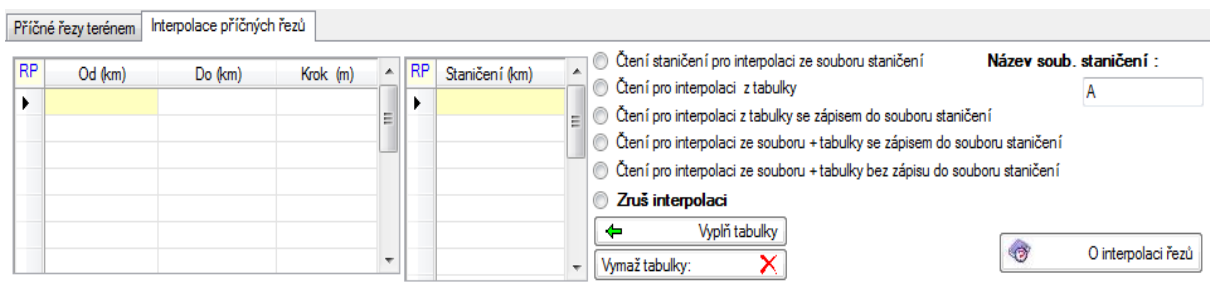 Příčné řezy terénem
Interpolace příčných řezů
RP Od (km) Do (km) Krok (m)
RP Staničení (km)
Čtení staničení pro interpolaci ze souboru staničení
Čtení pro interpolaci z tabulky
Čtení pro interpolaci z tabulky se zápisem do souboru staničení
Čtení pro interpolaci ze souboru + tabulky se zápisem do souboru staničení
Čtení pro interpolaci ze souboru + tabulky bez zápisu do souboru staničení
Zruš interpolaci
Vyplň tabulky
Vymaž tabulky:
Název soub. staničení :
A
O interpolaci řezů